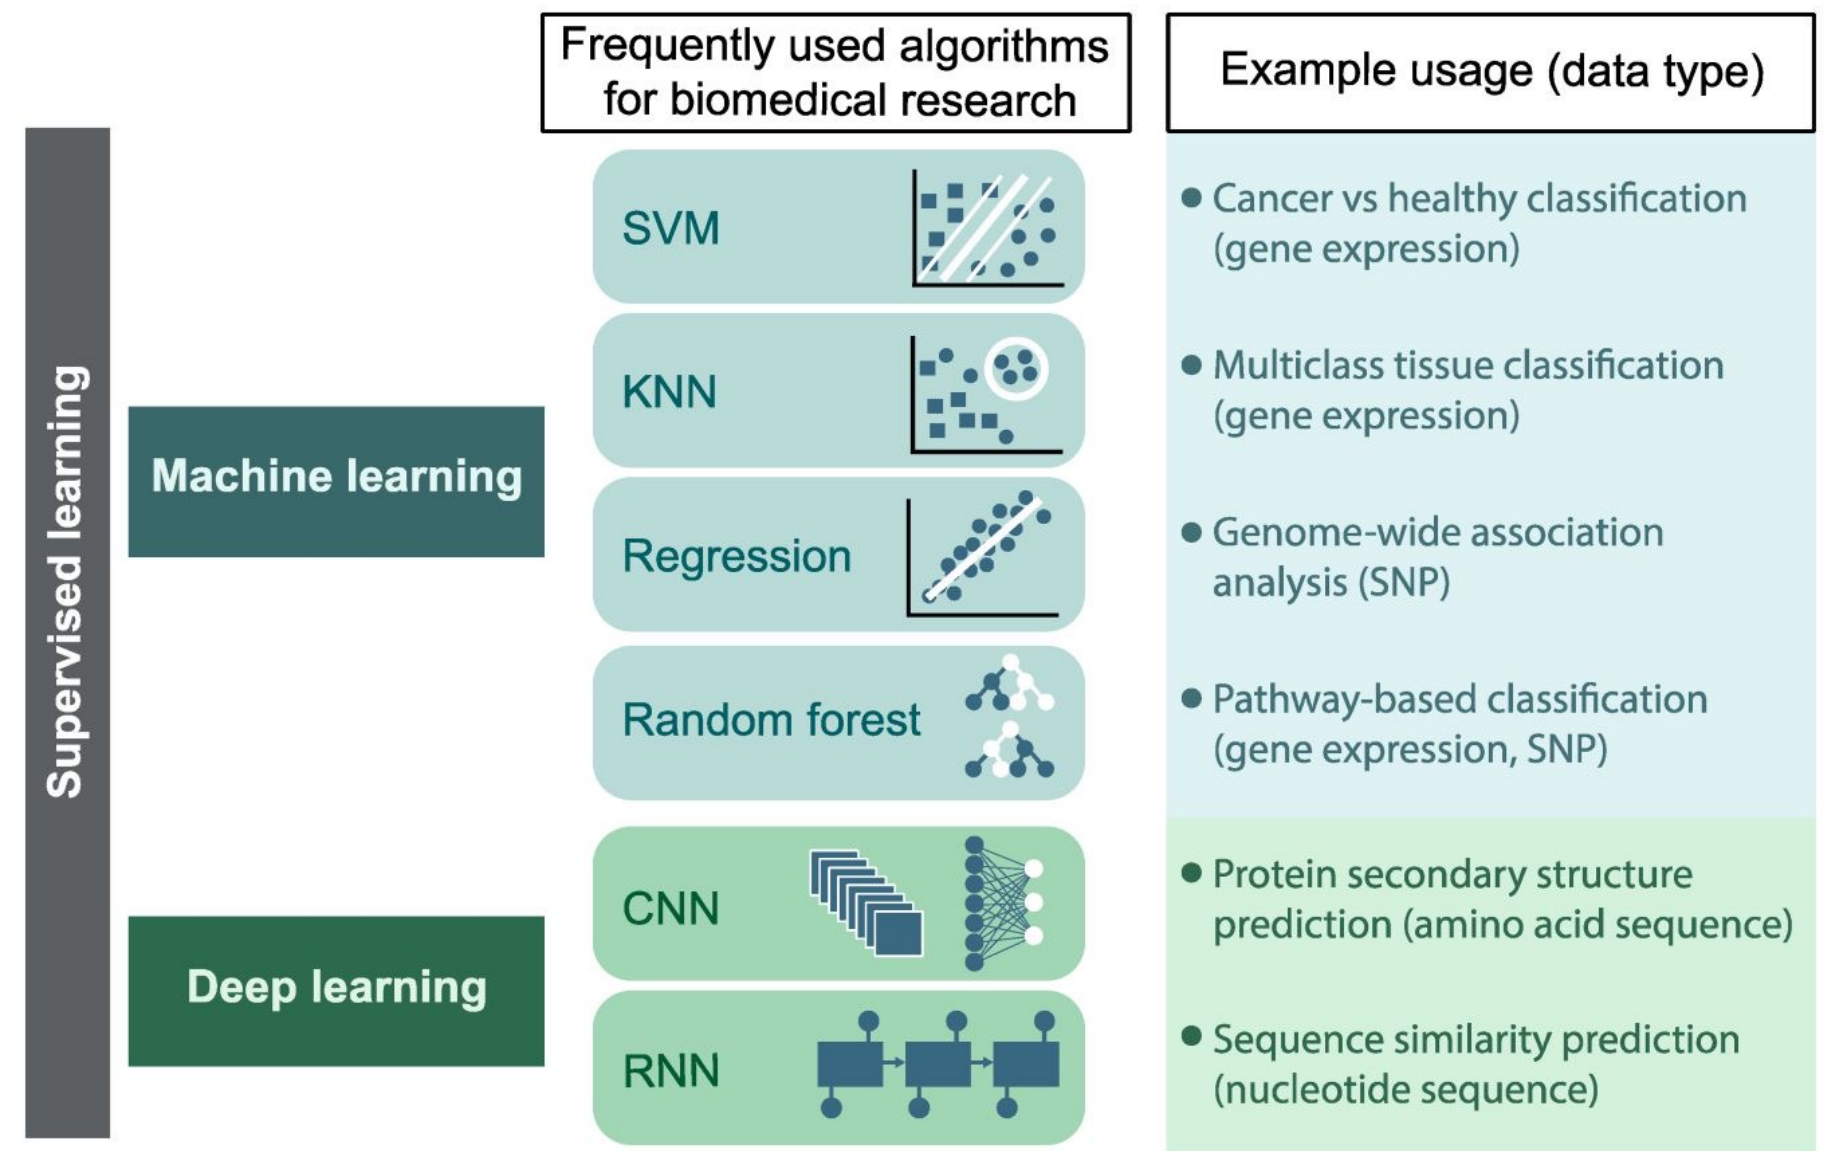 Frequently used algorithms
for biomedical research
Example usage (data type)
Supervised learning
Machine learning
SVM
Cancer vs healthy classification
(gene expression)
KNN
Multiclass tissue classification
(gene expression)
Regression
Genome-wide association
analysis (SNP)
Random forest
Pathway-based classification
(gene expression, SNP)
Deep learning
CNN
Protein secondary structure
prediction (amino acid sequence)
RNN
Sequence similarity prediction
(nucleotide sequence)